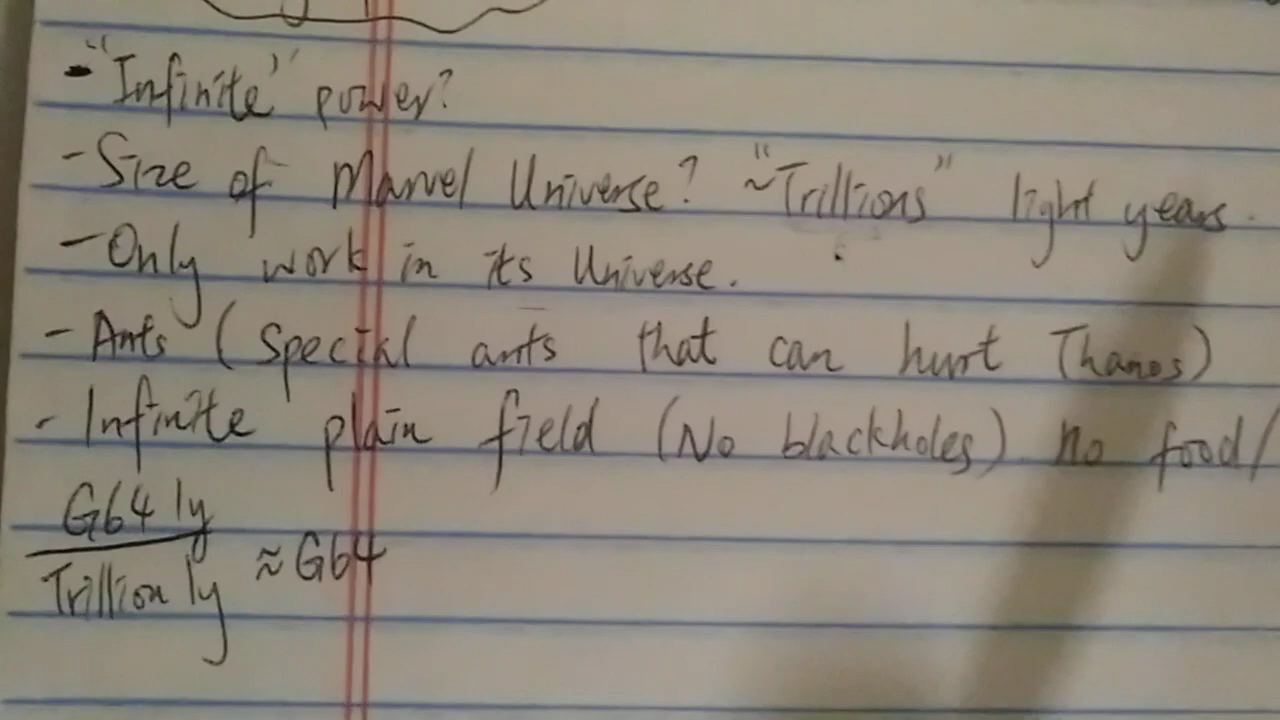 - "Infinite" power?
- Size of Marvel Universe? ~"Trillions" light years.
- Only work in its Universe.
- Ants (Special ants that can hurt Thanos)
- Infinite plain field (No blackholes) no food/
G64 ly
Trillion ly ≈ G64